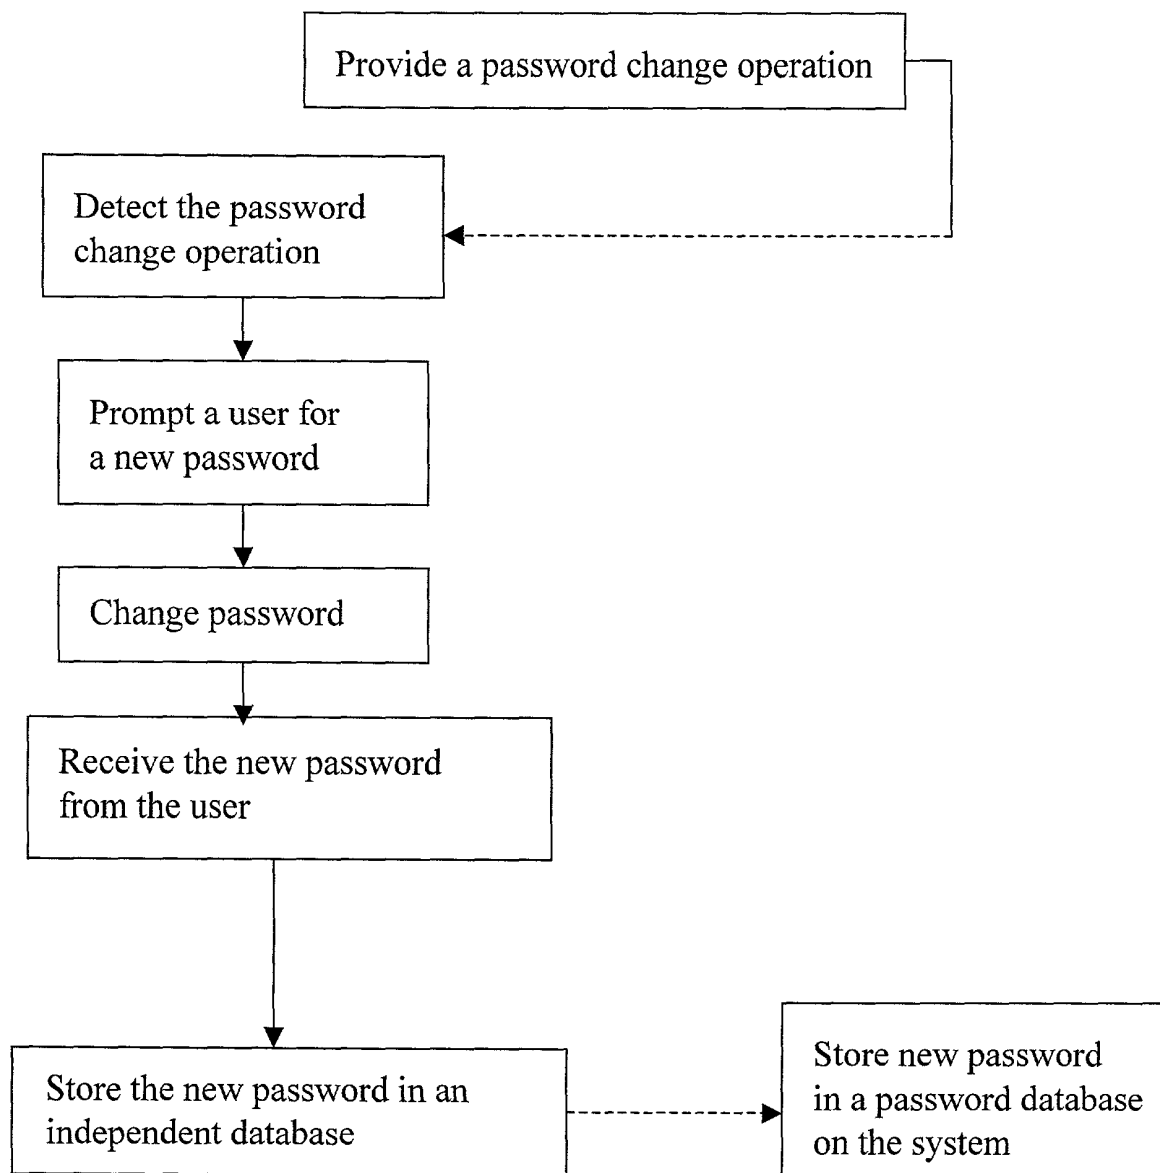 Provide a password change operation
Detect the password
change operation
Prompt a user for
a new password
Change password
Receive the new password
from the user
Store the new password in an
independent database
Store new password
in a password database
on the system